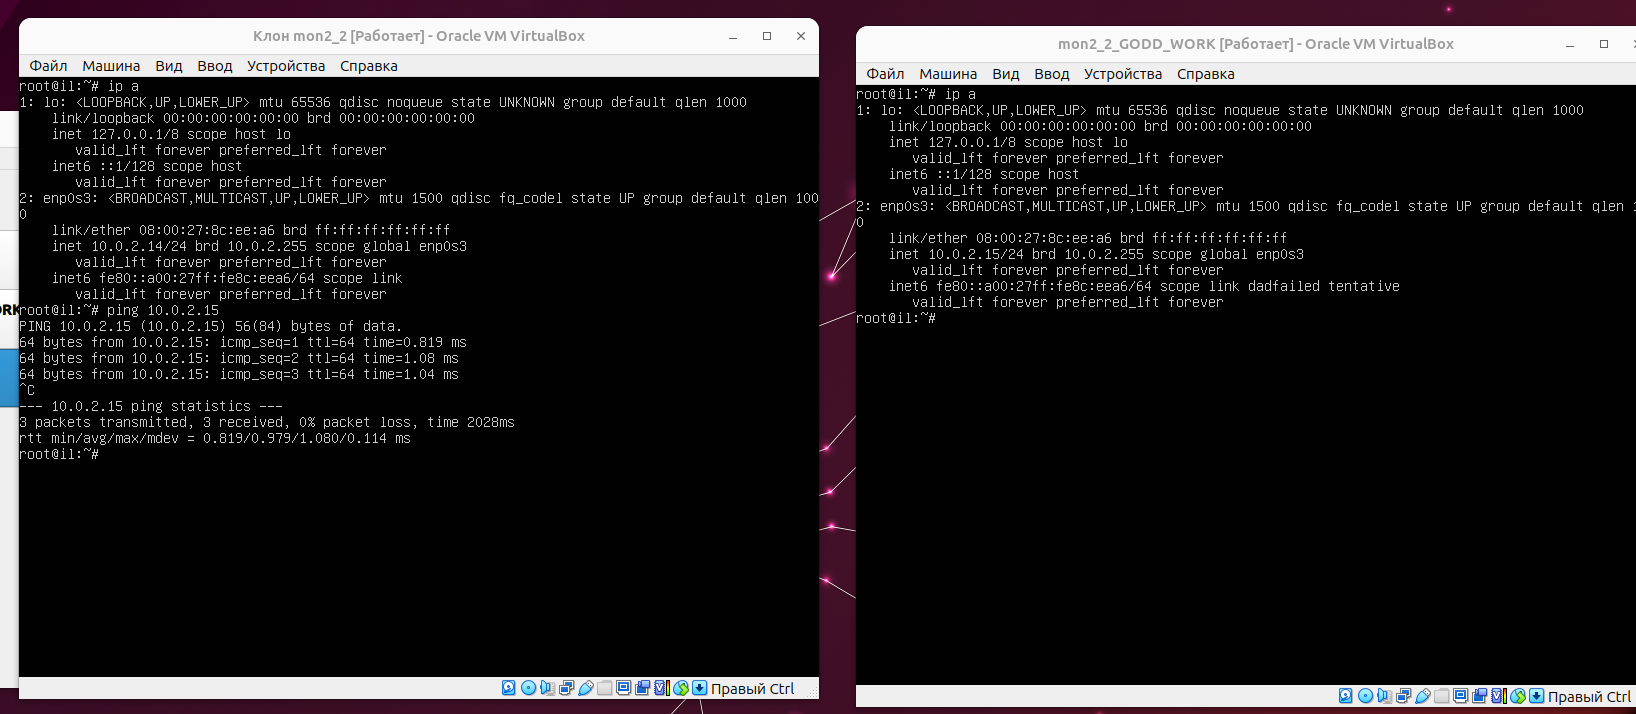 Клон mon2_2 [Работает] - Oracle VM VirtualBox
Файл Машина Вид Ввод Устройства Справка
root@il:~# ip a
1: lo: <LOOPBACK,UP,LOWER_UP> mtu 65536 qdisc noqueue state UNKNOWN group default qlen 1000
link/loopback 00:00:00:00:00:00 brd 00:00:00:00:00:00
inet 127.0.0.1/8 scope host lo
valid_lft forever preferred_lft forever
inet6 ::1/128 scope host
valid_lft forever preferred_lft forever
2: enp0s3: <BROADCAST,MULTICAST,UP,LOWER_UP> mtu 1500 qdisc fq_codel state UP group default qlen 100
0
link/ether 08:00:27:8c:ee:a6 brd ff:ff:ff:ff:ff:ff
inet 10.0.2.14/24 brd 10.0.2.255 scope global enp0s3
valid_lft forever preferred_lft forever
inet6 fe80::a00:27ff:fe8c:eea6/64 scope link
valid_lft forever preferred_lft forever
root@il:~# ping 10.0.2.15
PING 10.0.2.15 (10.0.2.15) 56(84) bytes of data.
64 bytes from 10.0.2.15: icmp_seq=1 ttl=64 time=0.819 ms
64 bytes from 10.0.2.15: icmp_seq=2 ttl=64 time=1.08 ms
64 bytes from 10.0.2.15: icmp_seq=3 ttl=64 time=1.04 ms
^C
--- 10.0.2.15 ping statistics ---
3 packets transmitted, 3 received, 0% packet loss, time 2028ms
rtt min/avg/max/mdev = 0.819/0.979/1.080/0.114 ms
root@il:~#
Правый Ctrl
mon2_2_GODD_WORK [Работает] - Oracle VM VirtualBox
Файл Машина Вид Ввод Устройства Справка
root@il:~# ip a
1: lo: <LOOPBACK,UP,LOWER_UP> mtu 65536 qdisc noqueue state UNKNOWN group default qlen 1000
link/loopback 00:00:00:00:00:00 brd 00:00:00:00:00:00
inet 127.0.0.1/8 scope host lo
valid_lft forever preferred_lft forever
inet6 ::1/128 scope host
valid_lft forever preferred_lft forever
2: enp0s3: <BROADCAST,MULTICAST,UP,LOWER_UP> mtu 1500 qdisc fq_codel state UP group default qlen 1
0
link/ether 08:00:27:8c:ee:a6 brd ff:ff:ff:ff:ff:ff
inet 10.0.2.15/24 brd 10.0.2.255 scope global enp0s3
valid_lft forever preferred_lft forever
inet6 fe80::a00:27ff:fe8c:eea6/64 scope link dadfailed tentative
valid_lft forever preferred_lft forever
root@il:~#
Правый Ctrl